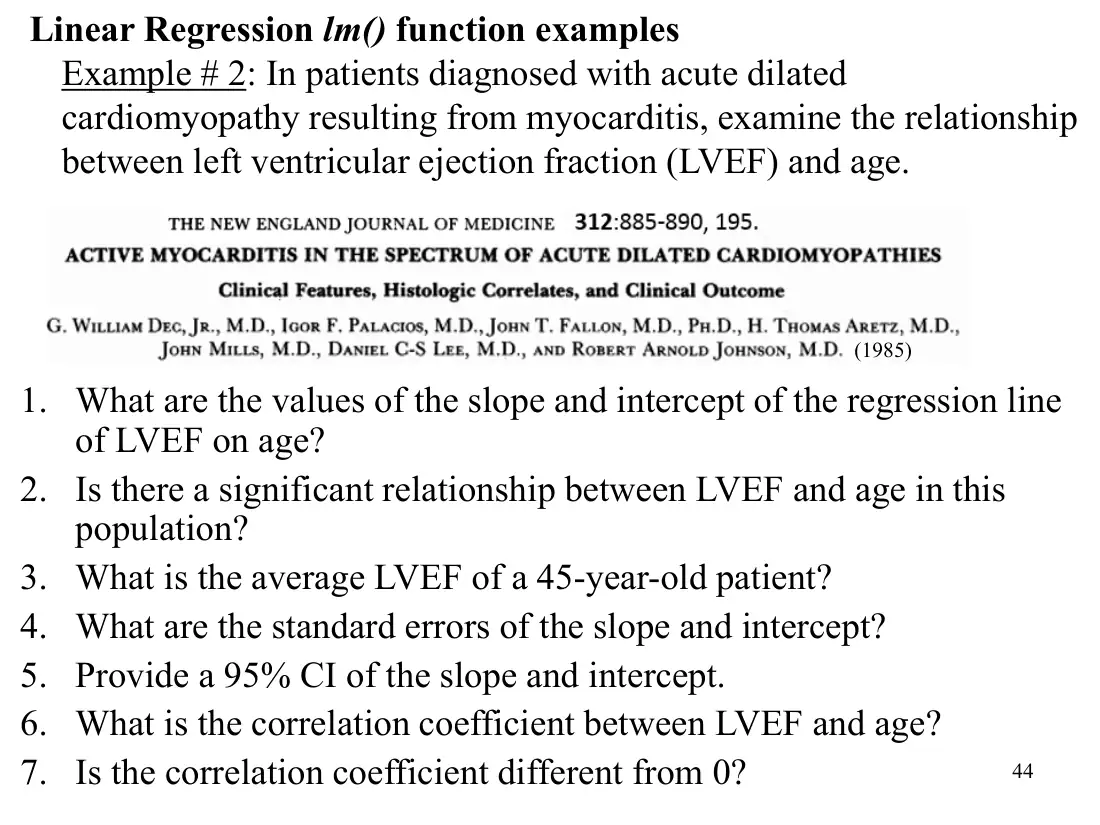 Linear Regression lm() function examples
Example # 2: In patients diagnosed with acute dilated
cardiomyopathy resulting from myocarditis, examine the relationship
between left ventricular ejection fraction (LVEF) and age.
THE NEW ENGLAND JOURNAL OF MEDICINE 312:885-890, 195.
ACTIVE MYOCARDITIS IN THE SPECTRUM OF ACUTE DILATED CARDIOMYOPATHIES
Clinical Features, Histologic Correlates, and Clinical Outcome
G. WILLIAM DEC, JR., M.D., IGOR F. PALACIOS, M.D., JOHN T. FALLON, M.D., PH.D., H. THOMAS ARETZ, M.D.,
JOHN MILLS, M.D., DANIEL C-S LEE, M.D., AND ROBERT ARNOLD JOHNSON, M.D. (1985)
1. What are the values of the slope and intercept of the regression line
of LVEF on age?
2. Is there a significant relationship between LVEF and age in this
population?
3. What is the average LVEF of a 45-year-old patient?
4. What are the standard errors of the slope and intercept?
5. Provide a 95% CI of the slope and intercept.
6. What is the correlation coefficient between LVEF and age?
7. Is the correlation coefficient different from 0?
44